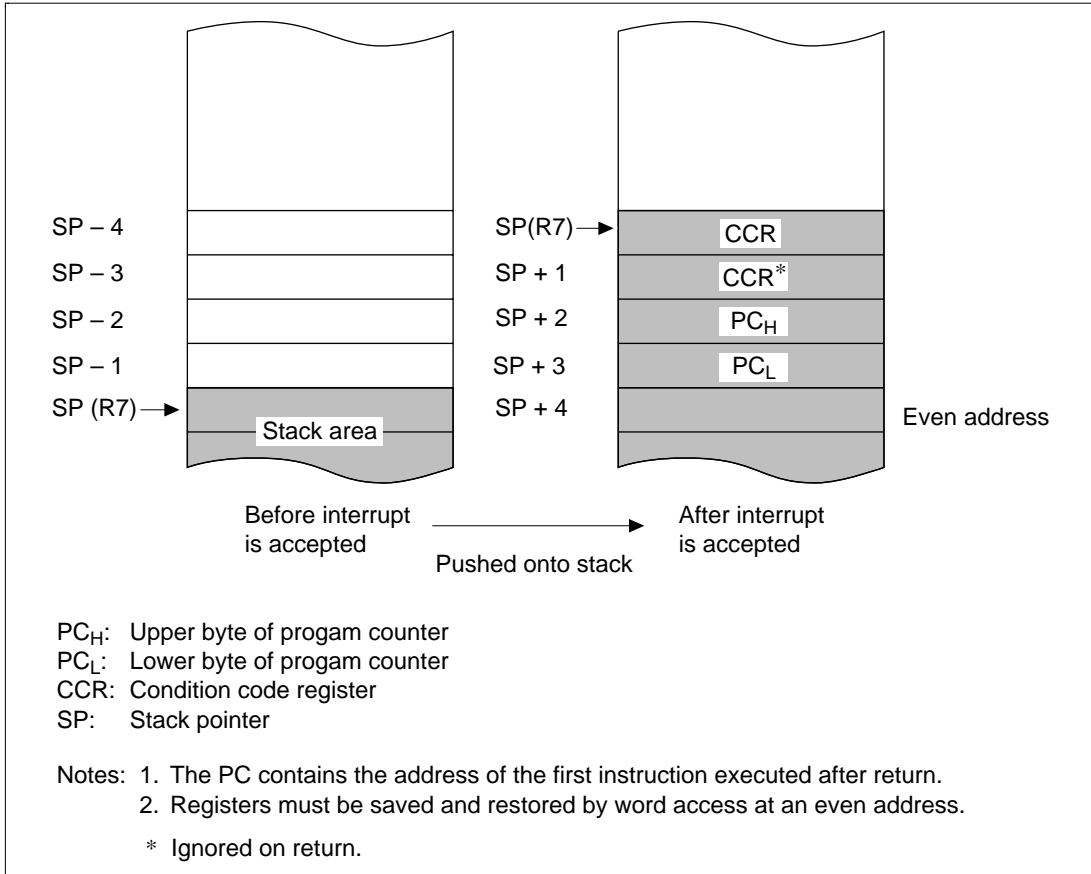 SP – 4
SP – 3
SP – 2
SP – 1
SP (R7)
Stack area
SP(R7)
SP + 1
SP + 2
SP + 3
SP + 4
CCR
CCR*
PCH
PCL
Even address
Before interrupt
is accepted
Pushed onto stack
After interrupt
is accepted
PCH: Upper byte of progam counter
PCL: Lower byte of progam counter
CCR: Condition code register
SP: Stack pointer
Notes: 1. The PC contains the address of the first instruction executed after return.
2. Registers must be saved and restored by word access at an even address.
* Ignored on return.